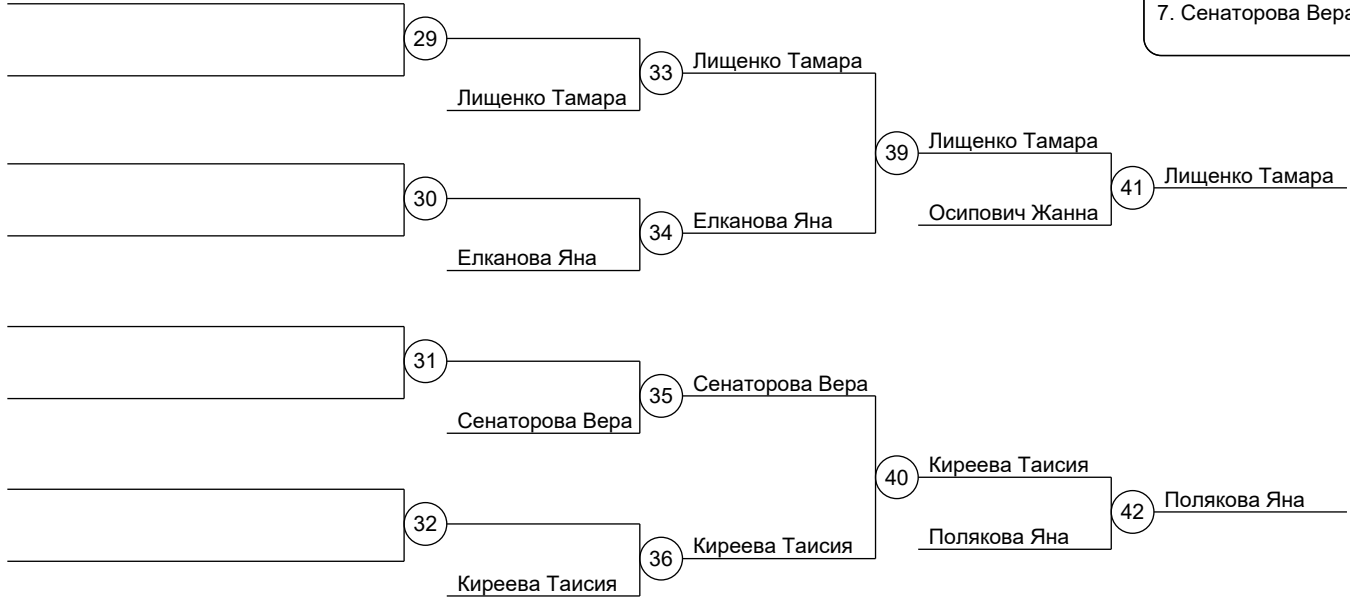 7. Сенаторова Вера
29
33
Лищенко Тамара
Лищенко Тамара
39
Лищенко Тамара
41
Лищенко Тамара
30
34
Елканова Яна
Осипович Жанна
Елканова Яна
31
35
Сенаторова Вера
Сенаторова Вера
40
Киреева Таисия
42
Полякова Яна
32
36
Киреева Таисия
Полякова Яна
Киреева Таисия